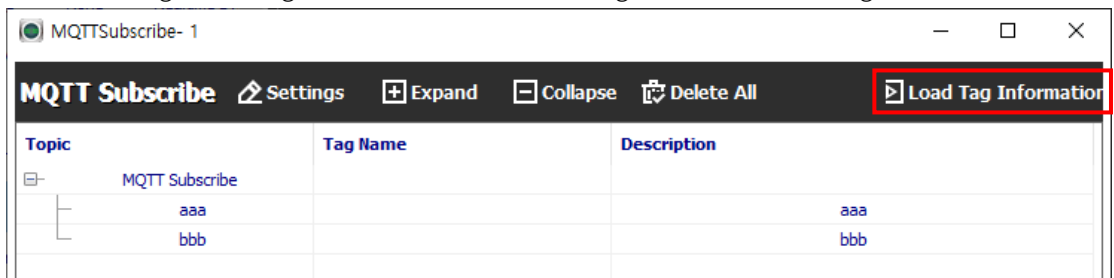 MQTTSubscribe- 1
MQTT Subscribe Settings Expand Collapse Delete All Load Tag Information
Topic Tag Name Description
MQTT Subscribe
aaa aaa
bbb bbb